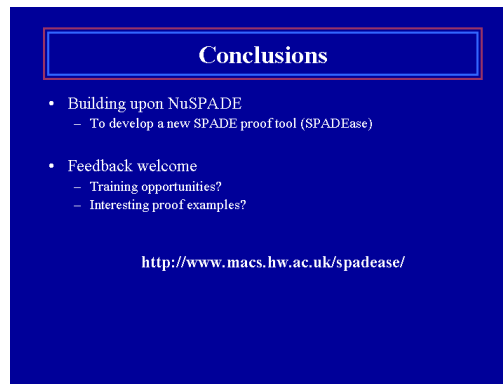 Conclusions
• Building upon NuSPADE
– To develop a new SPADE proof tool (SPADEase)
• Feedback welcome
– Training opportunities?
– Interesting proof examples?
http://www.macs.hw.ac.uk/spadease/